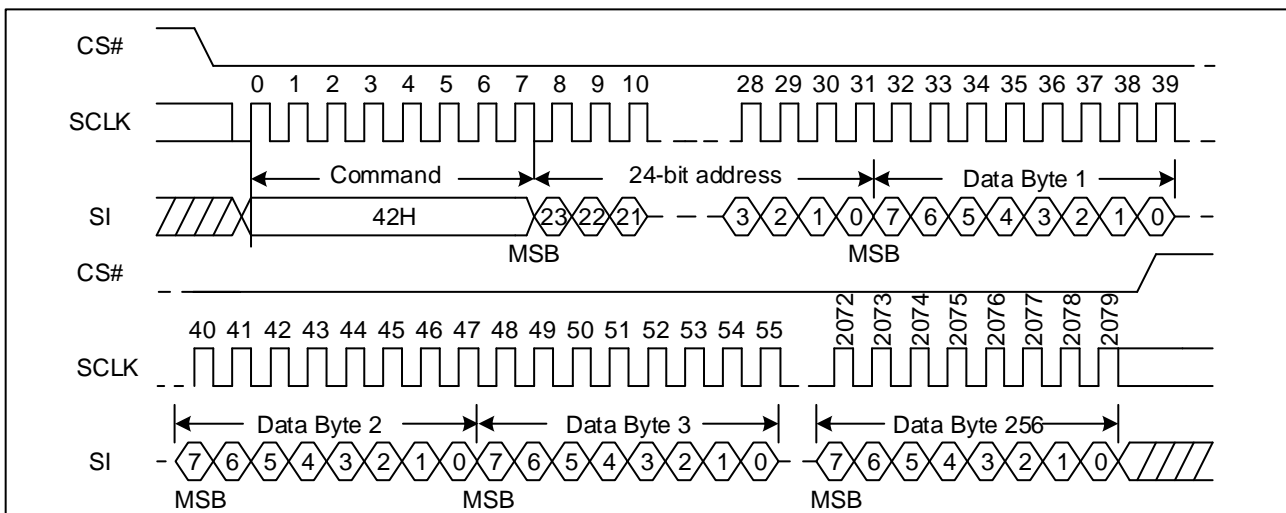 CS#
0 1 2 3 4 5 6 7 8 9 10 28 29 30 31 32 33 34 35 36 37 38 39
SCLK
Command 24-bit address Data Byte 1
SI 42H 23 22 21 3 2 1 0 7 6 5 4 3 2 1 0
MSB MSB
CS#
40 41 42 43 44 45 46 47 48 49 50 51 52 53 54 55 2072 2073 2074 2075 2076 2077 2078 2079
SCLK
Data Byte 2 Data Byte 3 Data Byte 256
SI 7 6 5 4 3 2 1 0 7 6 5 4 3 2 1 0 7 6 5 4 3 2 1 0
MSB MSB MSB